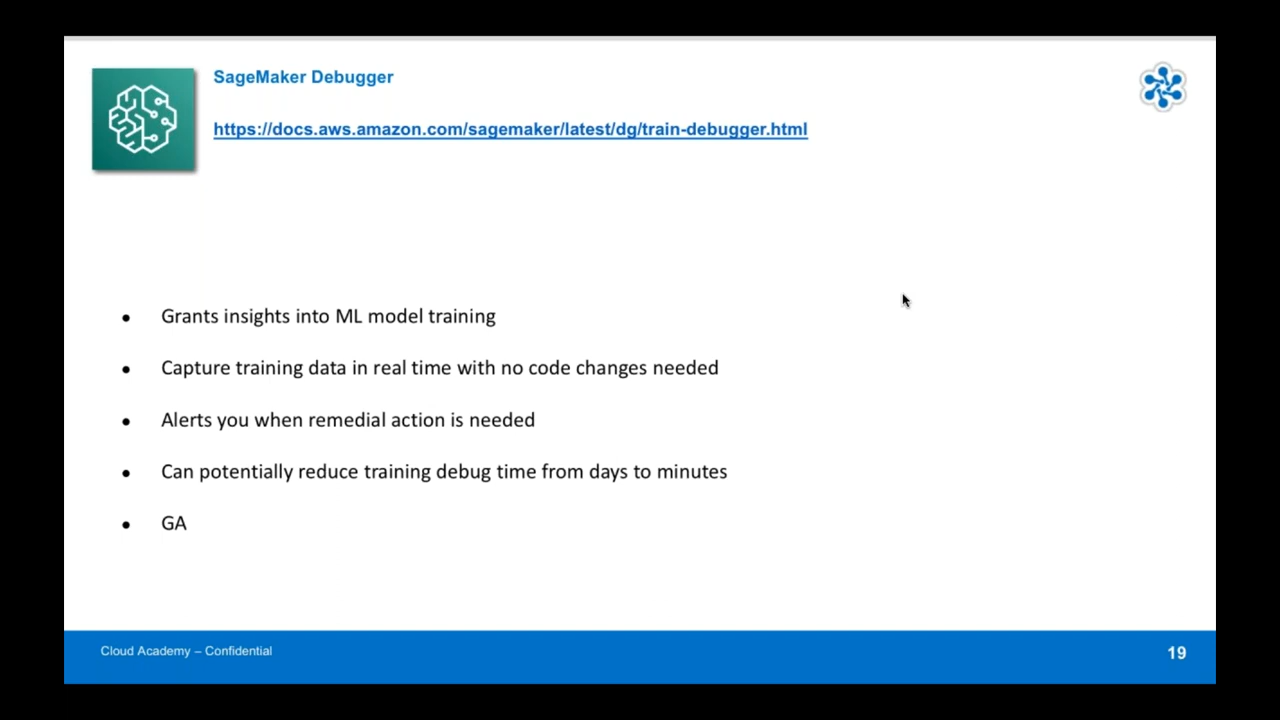 SageMaker Debugger
https://docs.aws.amazon.com/sagemaker/latest/dg/train-debugger.html
• Grants insights into ML model training
• Capture training data in real time with no code changes needed
• Alerts you when remedial action is needed
• Can potentially reduce training debug time from days to minutes
• GA
Cloud Academy – Confidential
19